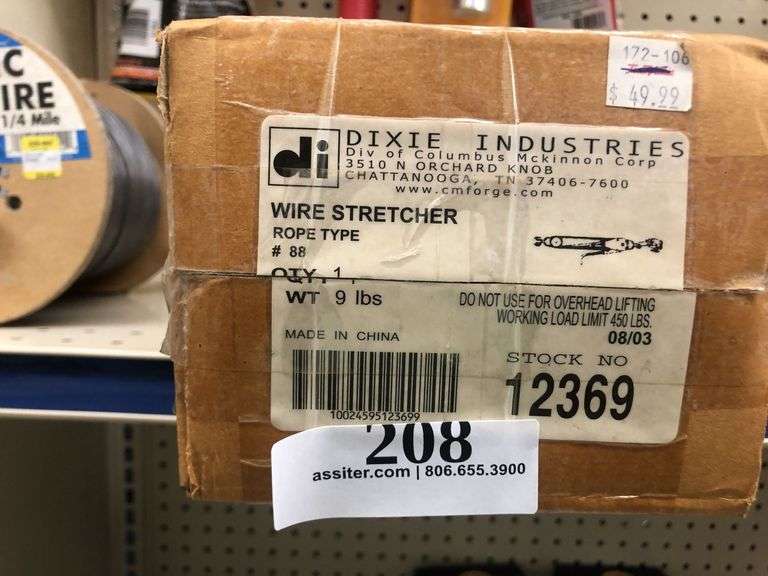 C
IRE
1/4 Mile
172-106
$ 49.99
di
DIXIE INDUSTRIES
Div of Columbus Mckinnon Corp
3510 N ORCHARD KNOB
CHATTANOOGA, TN 37406-7600
www.cmforge.com
WIRE STRETCHER
ROPE TYPE
# 88
QTY 1
WT 9 lbs
DO NOT USE FOR OVERHEAD LIFTING
WORKING LOAD LIMIT 450 LBS.
08/03
MADE IN CHINA
STOCK NO
12369
10024595123699
208
assiter.com | 806.655.3900